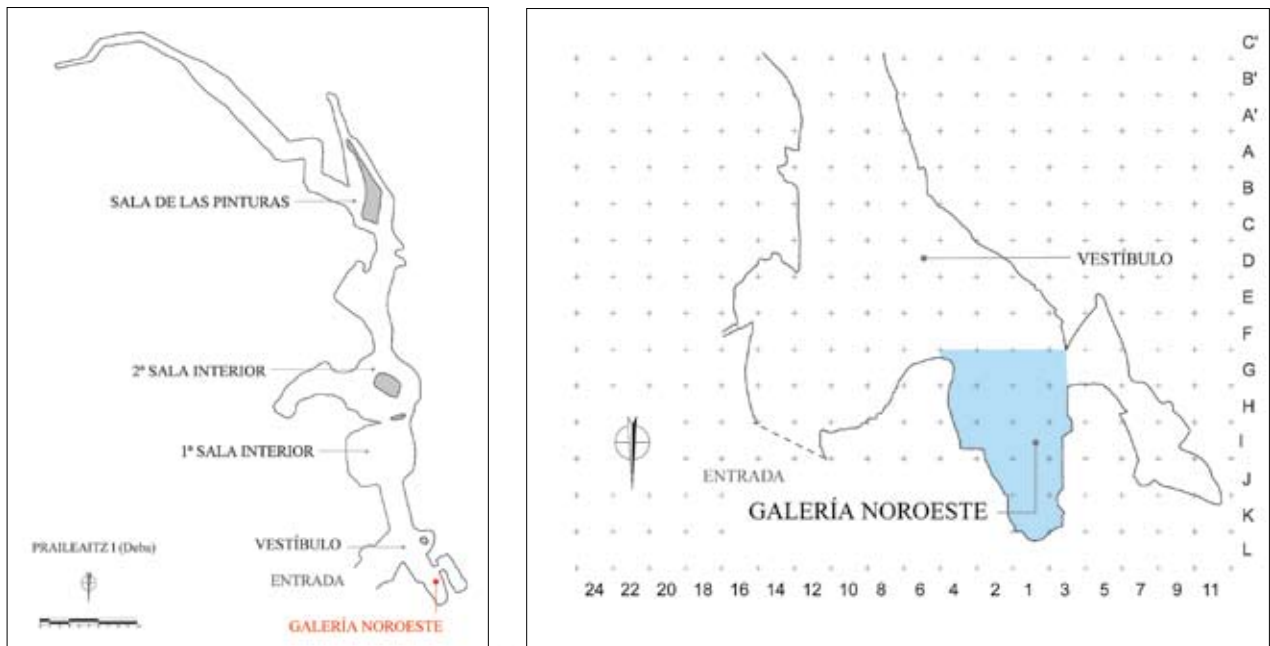 SALA DE LAS PINTURAS
2ª SALA INTERIOR
1ª SALA INTERIOR
VESTÍBULO
PRAILEAITZ I (Deba)
ENTRADA
GALERÍA NOROESTE
C'
B'
A'
A
B
C
D
VESTÍBULO
E
F
G
H
I
ENTRADA
J
GALERÍA NOROESTE
K
L
24 22 20 18 16 14 12 10 8 6 4 2 1 3 5 7 9 11